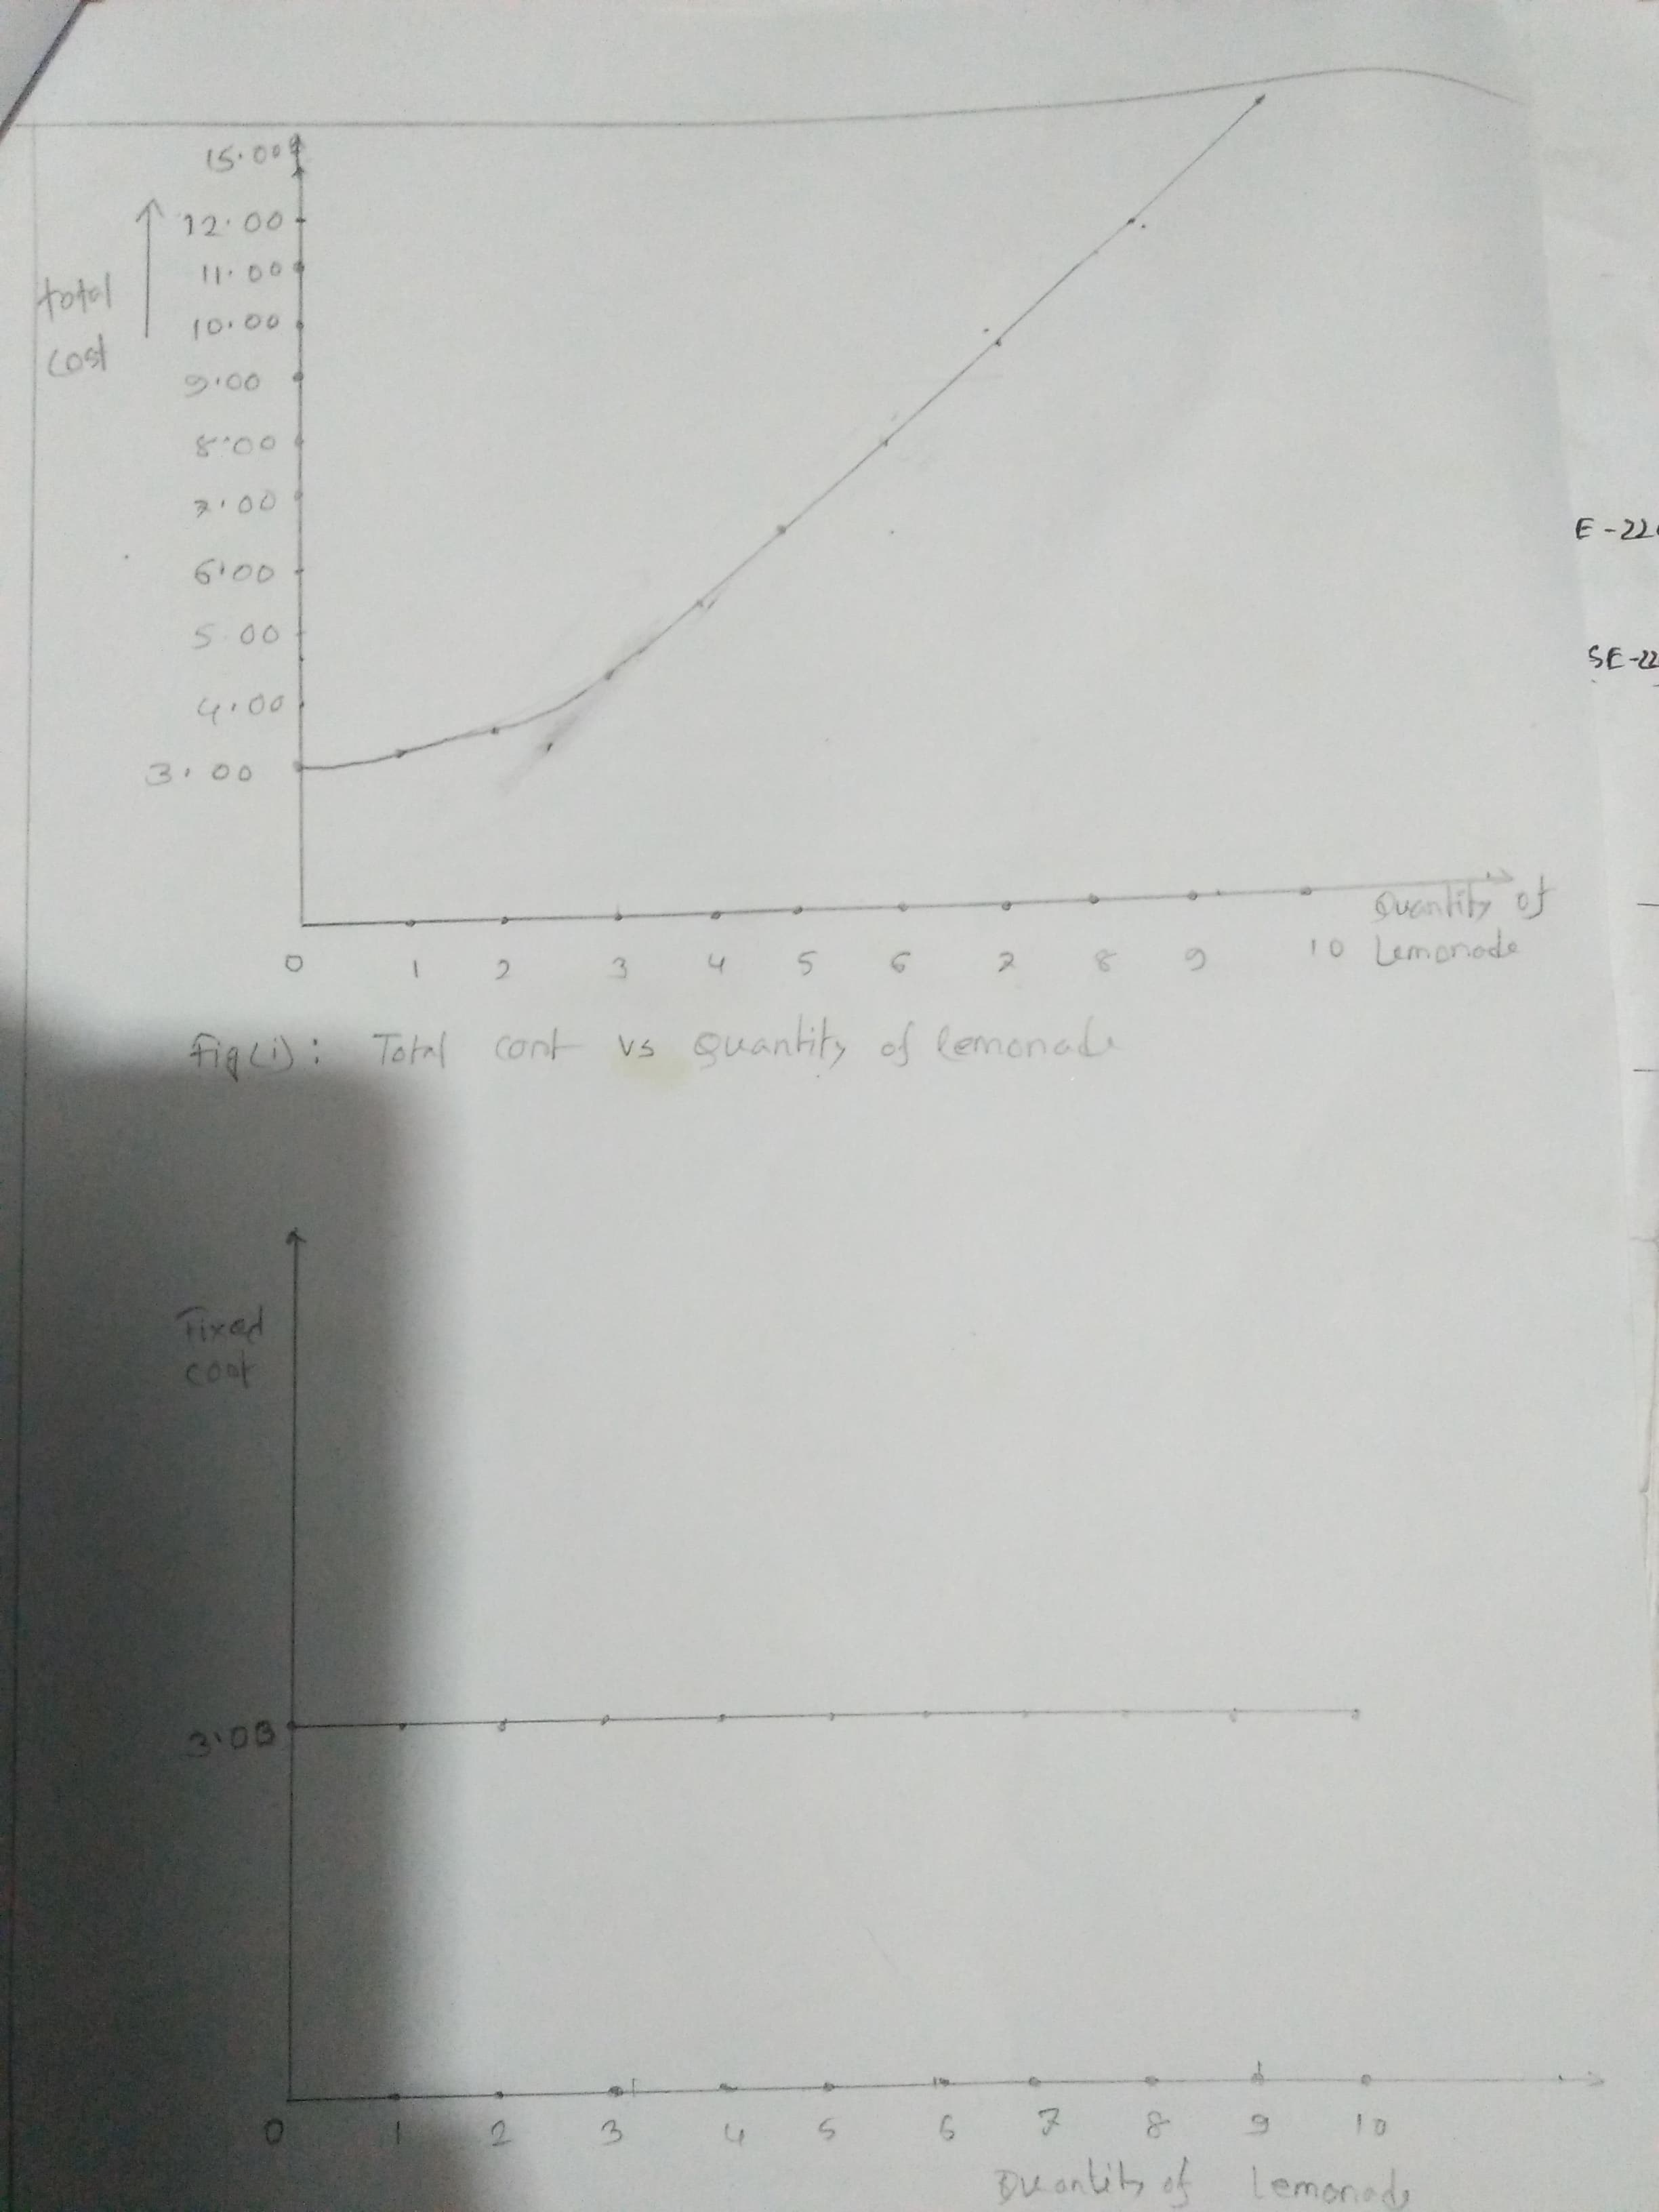 15.00
12.00
11.00
total
10.00
cost
9.00
8.00
7.00
E-22
6.00
5.00
SE-22
4.00
3.00
Quantity of
0 1 2 3 4 5 6 7 8 9 10 Lemonade
Fig(i): Total cont vs Quantity of lemonade
Fixed
cont
3.00
0 1 2 3 4 5 6 7 8 9 10
Quantity of Lemonade